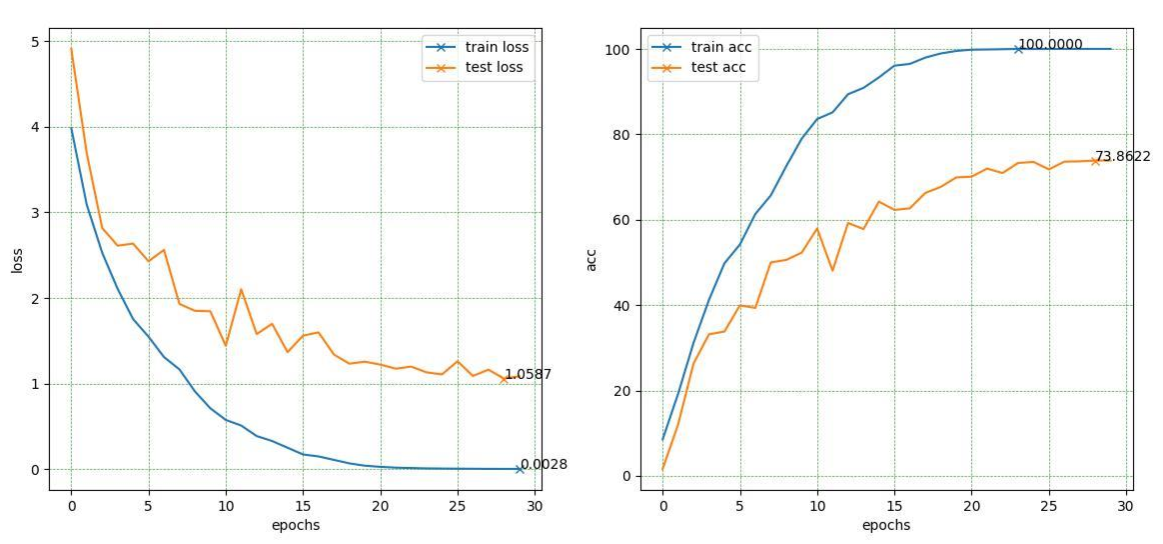 train loss
test loss
5
4
3
2
1
0
loss
1.0587
0.0028
0 5 10 15 20 25 30
epochs
train acc
test acc
100
80
60
40
20
0
acc
100.0000
73.8622
0 5 10 15 20 25 30
epochs